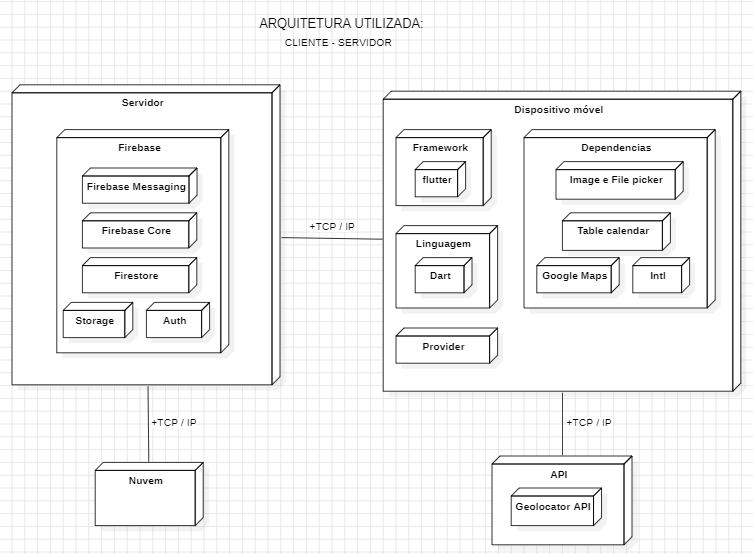 ARQUITETURA UTILIZADA:
CLIENTE - SERVIDOR
Servidor
Firebase
Firebase Messaging
Firebase Core
Firestore
Storage
Auth
+TCP / IP
Dispositivo móvel
Framework
flutter
Linguagem
Dart
Provider
Dependencias
Image e File picker
Table calendar
Google Maps
Intl
+TCP / IP
Nuvem
+TCP / IP
API
Geolocator API